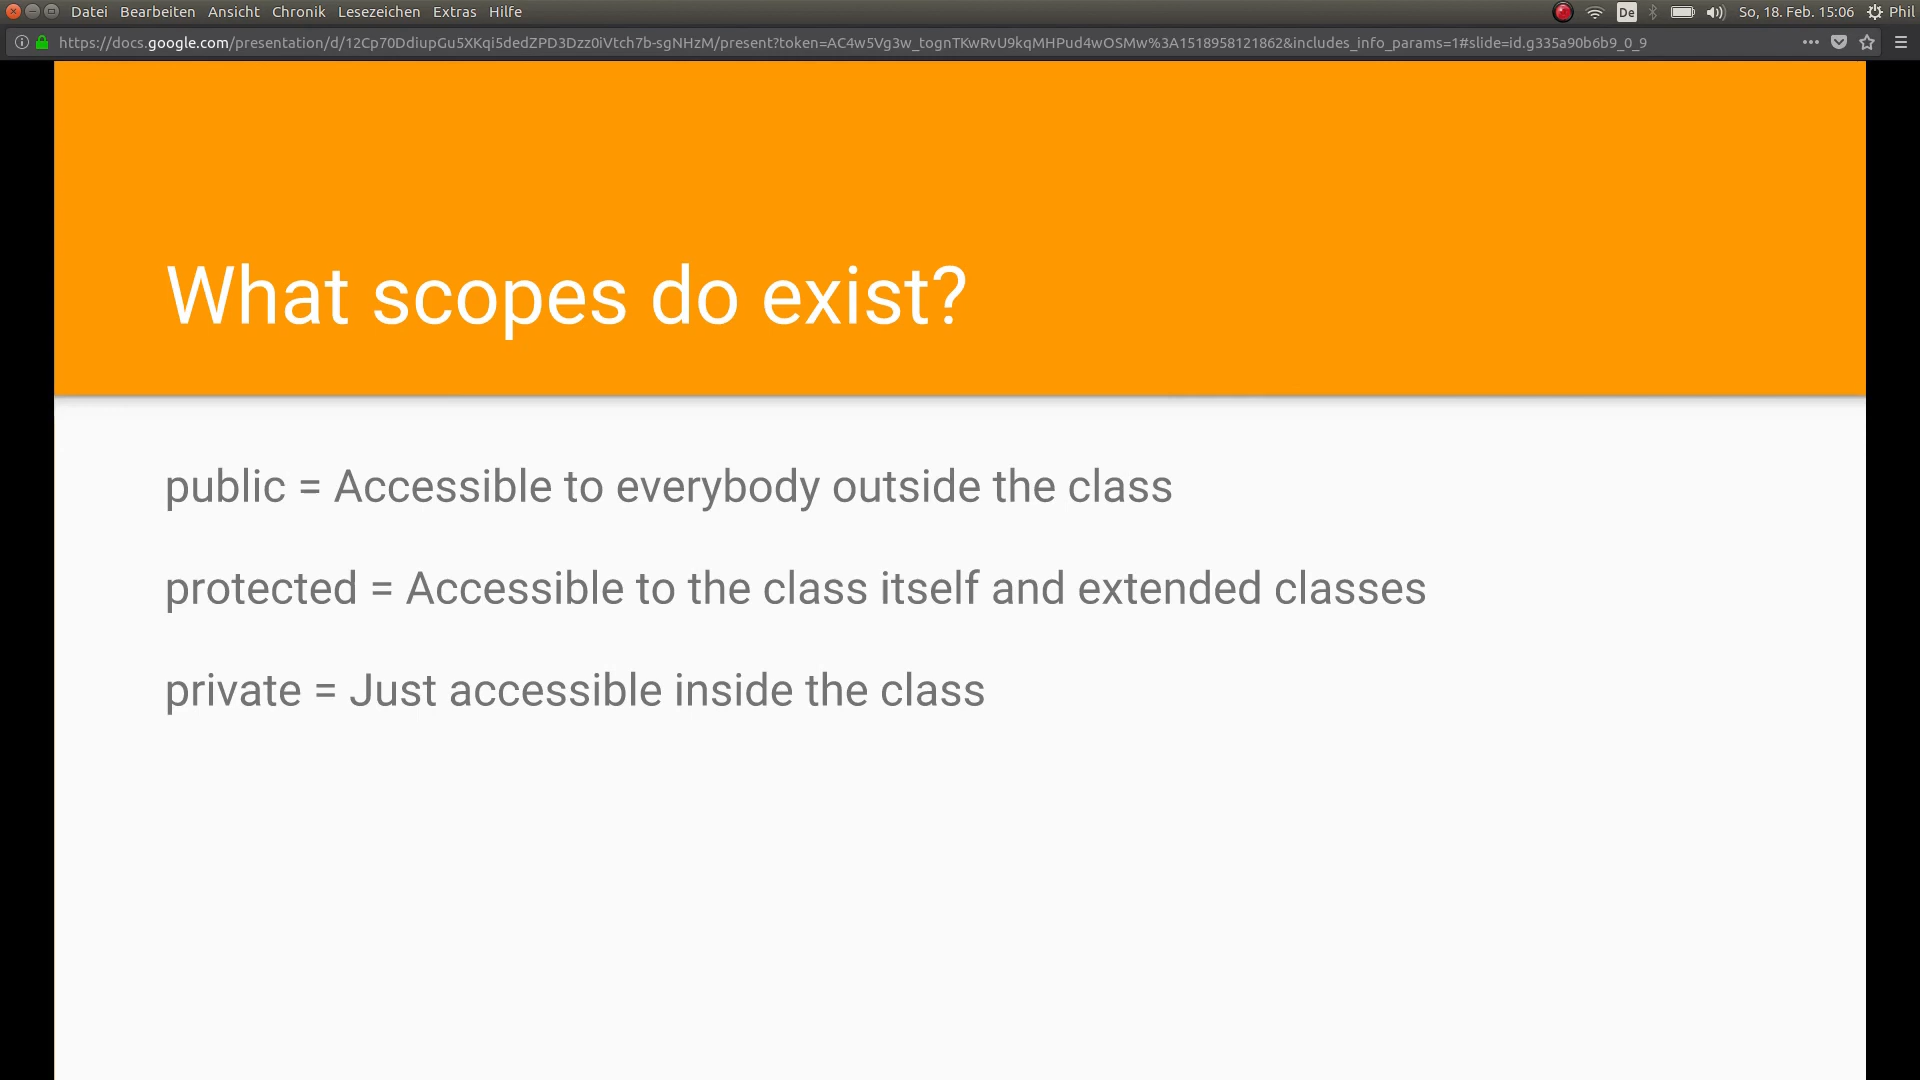 Datei Bearbeiten Ansicht Chronik Lesezeichen Extras Hilfe De So, 18. Feb. 15:06 Phil
https://docs.google.com/presentation/d/12Cp70DdiupGu5XKqi5dedZPD3Dzz0iVtch7b-sgNHzM/present?token=AC4w5Vg3w_tognTKwRvU9kqMHPud4wOSMw%3A1518958121862&includes_info_params=1#slide=id.g335a90b6b9_0_9
What scopes do exist?
public = Accessible to everybody outside the class
protected = Accessible to the class itself and extended classes
private = Just accessible inside the class